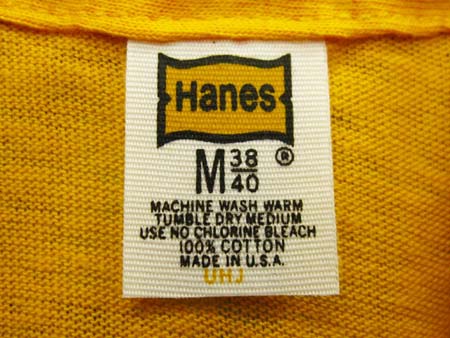 Hanes
M 38/40 ®
MACHINE WASH WARM
TUMBLE DRY MEDIUM
USE NO CHLORINE BLEACH
100% COTTON
MADE IN U.S.A.